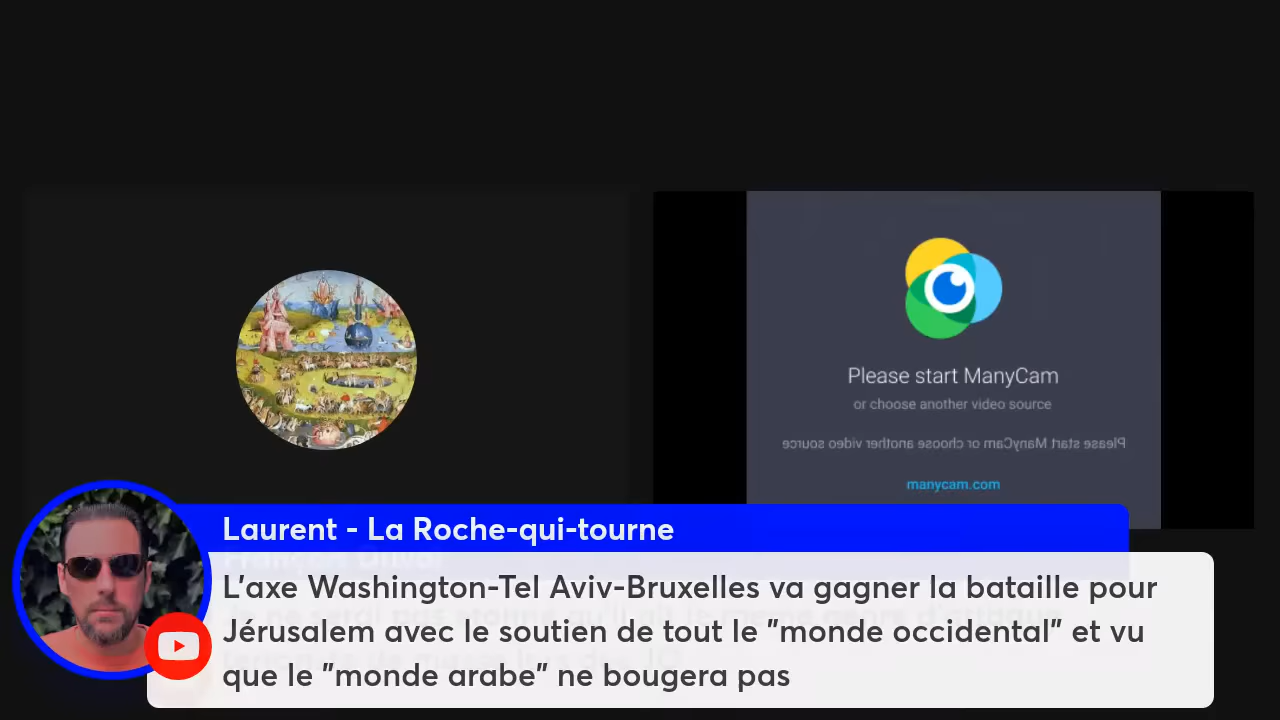 Please start ManyCam
or choose another video source
Please start ManyCam or choose another video source
manycam.com
Laurent - La Roche-qui-tourne
L'axe Washington-Tel Aviv-Bruxelles va gagner la bataille pour
Jérusalem avec le soutien de tout le "monde occidental" et vu
que le "monde arabe" ne bougera pas